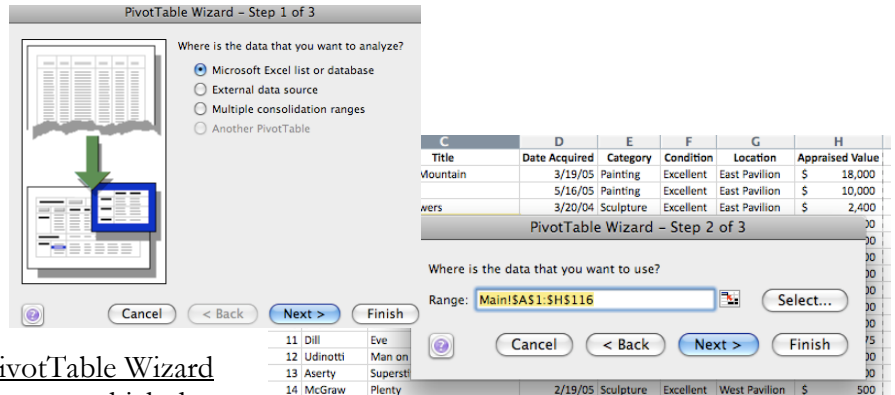 PivotTable Wizard – Step 1 of 3
Where is the data that you want to analyze?
Microsoft Excel list or database
External data source
Multiple consolidation ranges
Another PivotTable
Cancel < Back Next > Finish
C D E F G H
Title Date Acquired Category Condition Location Appraised Value
Mountain 3/19/05 Painting Excellent East Pavilion $ 18,000
5/16/05 Painting Excellent East Pavilion $ 10,000
wers 3/20/04 Sculpture Excellent East Pavilion $ 2,400
PivotTable Wizard – Step 2 of 3
Where is the data that you want to use?
Range: Main!$A$1:$H$116 Select...
Cancel < Back Next > Finish
11 Dill Eve
12 Udinotti Man on
13 Aserty Supersti
14 McGraw Plenty 2/19/05 Sculpture Excellent West Pavilion $ 500
ivotTable Wizard